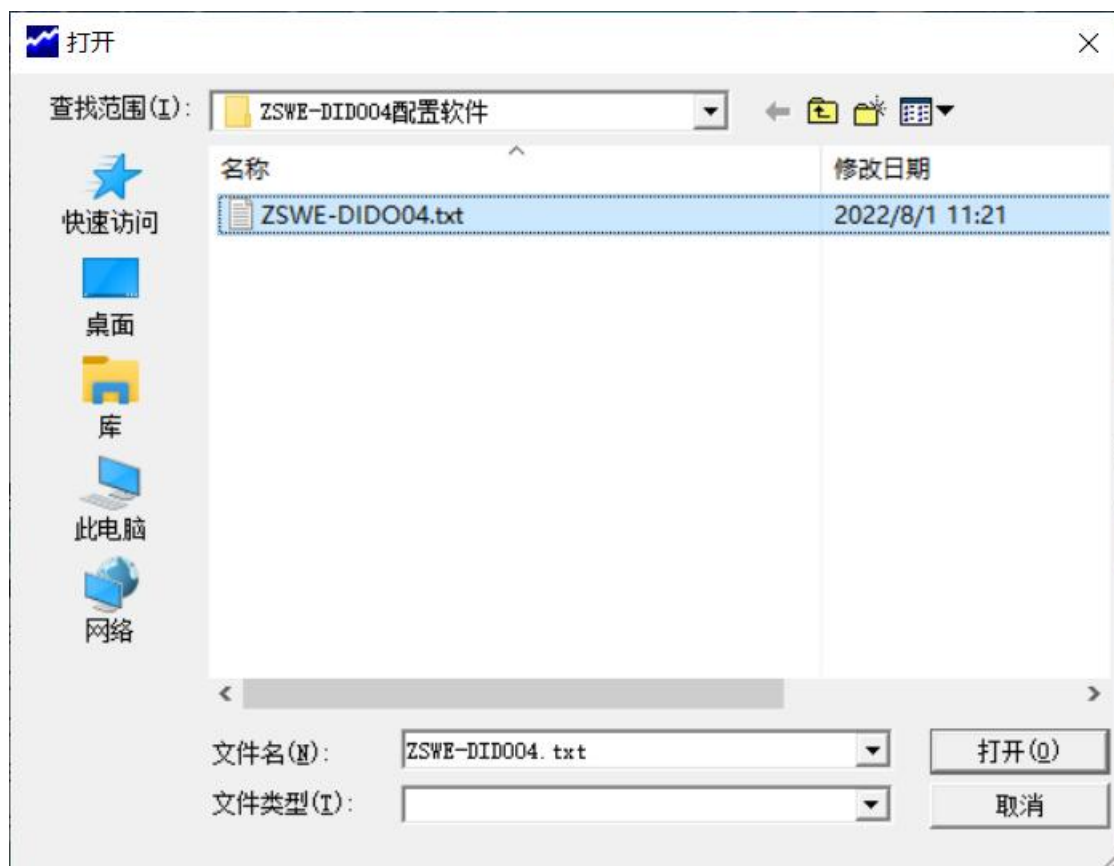 打开
查找范围(I):
ZSWE-DIDO04配置软件
名称
修改日期
ZSWE-DIDO04.txt
2022/8/1 11:21
快速访问
桌面
库
此电脑
网络
文件名(N):
ZSWE-DIDO04.txt
打开(O)
文件类型(T):
取消